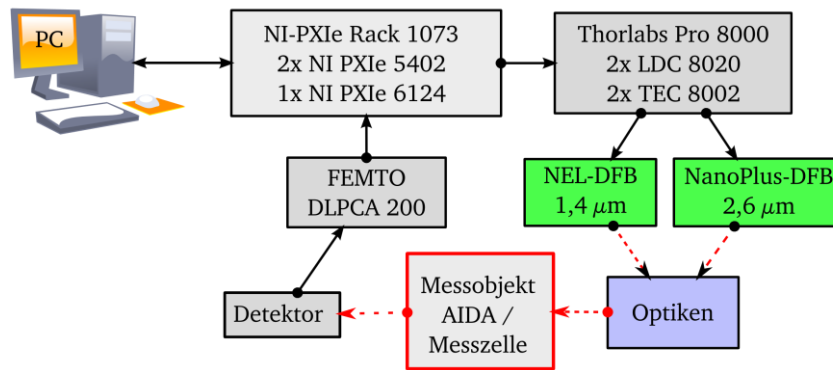 PC
NI-PXIe Rack 1073
2x NI PXIe 5402
1x NI PXIe 6124
Thorlabs Pro 8000
2x LDC 8020
2x TEC 8002
FEMTO
DLPCA 200
NEL-DFB
1,4 μm
NanoPlus-DFB
2,6 μm
Detektor
Messobjekt
AIDA /
Messzelle
Optiken